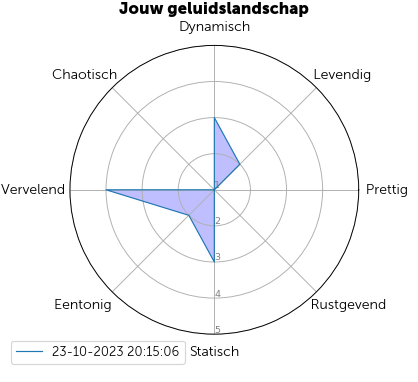 Jouw geluidslandschap
Dynamisch
Chaotisch
Levendig
Vervelend
1
Prettig
2
3
4
Eentonig
Rustgevend
5
23-10-2023 20:15:06
Statisch